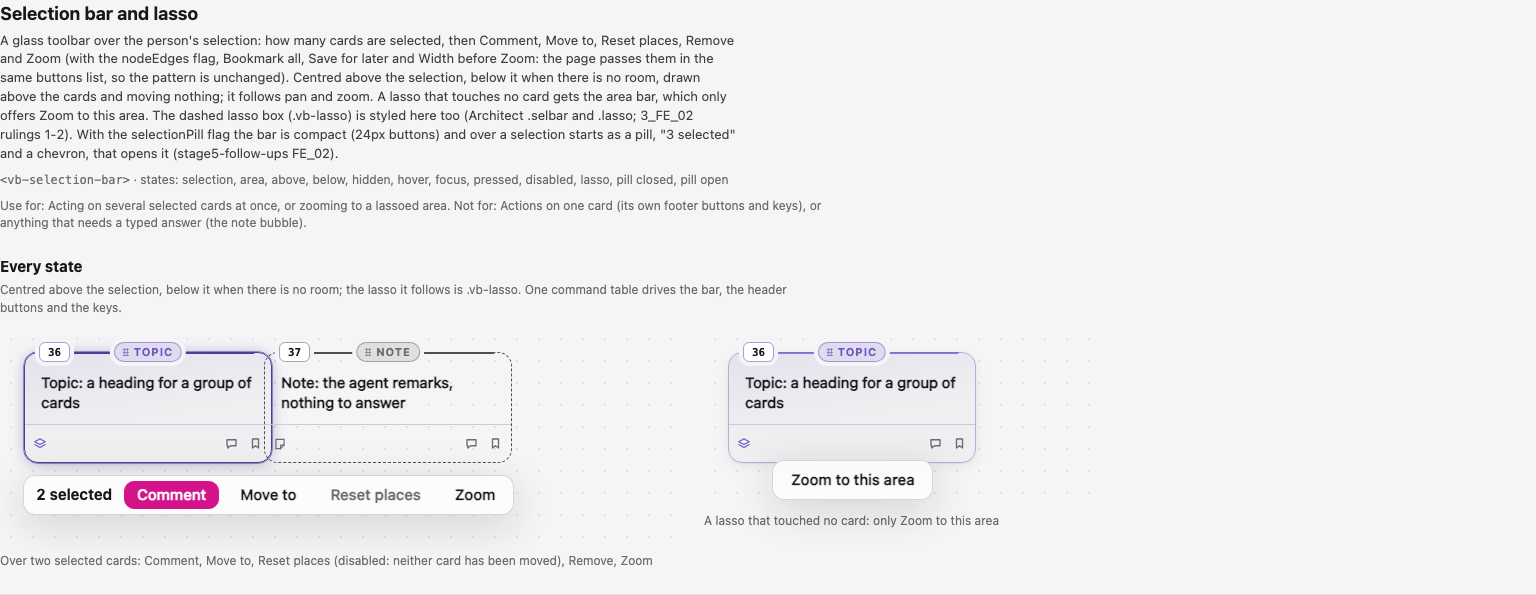 Selection bar and lasso
A glass toolbar over the person's selection: how many cards are selected, then Comment, Move to, Reset places, Remove
and Zoom (with the nodeEdges flag, Bookmark all, Save for later and Width before Zoom: the page passes them in the
same buttons list, so the pattern is unchanged). Centred above the selection, below it when there is no room, drawn
above the cards and moving nothing; it follows pan and zoom. A lasso that touches no card gets the area bar, which only
offers Zoom to this area. The dashed lasso box (.vb-lasso) is styled here too (Architect .selbar and .lasso; 3_FE_02
rulings 1-2). With the selectionPill flag the bar is compact (24px buttons) and over a selection starts as a pill, "3 selected"
and a chevron, that opens it (stage5-follow-ups FE_02).
<vb-selection-bar> · states: selection, area, above, below, hidden, hover, focus, pressed, disabled, lasso, pill closed, pill open
Use for: Acting on several selected cards at once, or zooming to a lassoed area. Not for: Actions on one card (its own footer buttons and keys), or
anything that needs a typed answer (the note bubble).
Every state
Centred above the selection, below it when there is no room; the lasso it follows is .vb-lasso. One command table drives the bar, the header
buttons and the keys.
36 TOPIC
Topic: a heading for a group of
cards
37 NOTE
Note: the agent remarks,
nothing to answer
2 selected Comment Move to Reset places Zoom
Over two selected cards: Comment, Move to, Reset places (disabled: neither card has been moved), Remove, Zoom
36 TOPIC
Topic: a heading for a group of
cards
Zoom to this area
A lasso that touched no card: only Zoom to this area